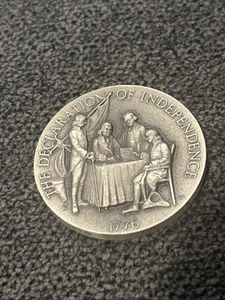 THE DECLARATION OF INDEPENDENCE
1776